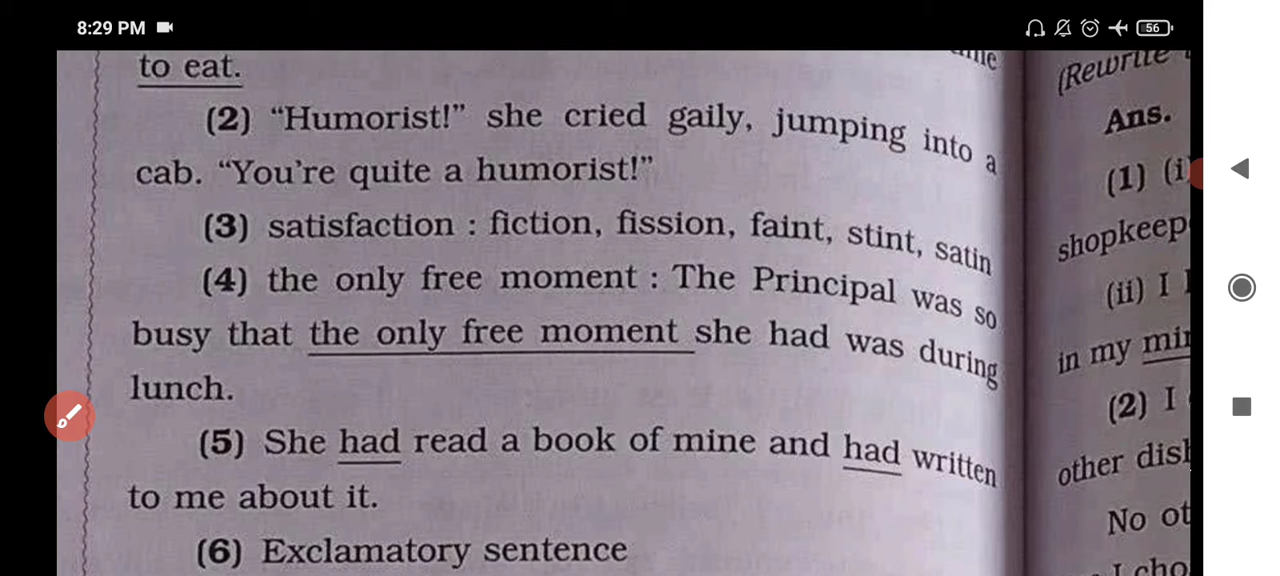 8:29 PM
56
to eat.
(2) “Humorist!” she cried gaily, jumping into a
cab. “You’re quite a humorist!”
(3) satisfaction : fiction, fission, faint, stint, satin
(4) the only free moment : The Principal was so
busy that the only free moment she had was during
lunch.
(5) She had read a book of mine and had written
to me about it.
(6) Exclamatory sentence
(Rewrite
Ans.
(1) (i)
shopkeep
(ii) I
in my
(2) I
other
No